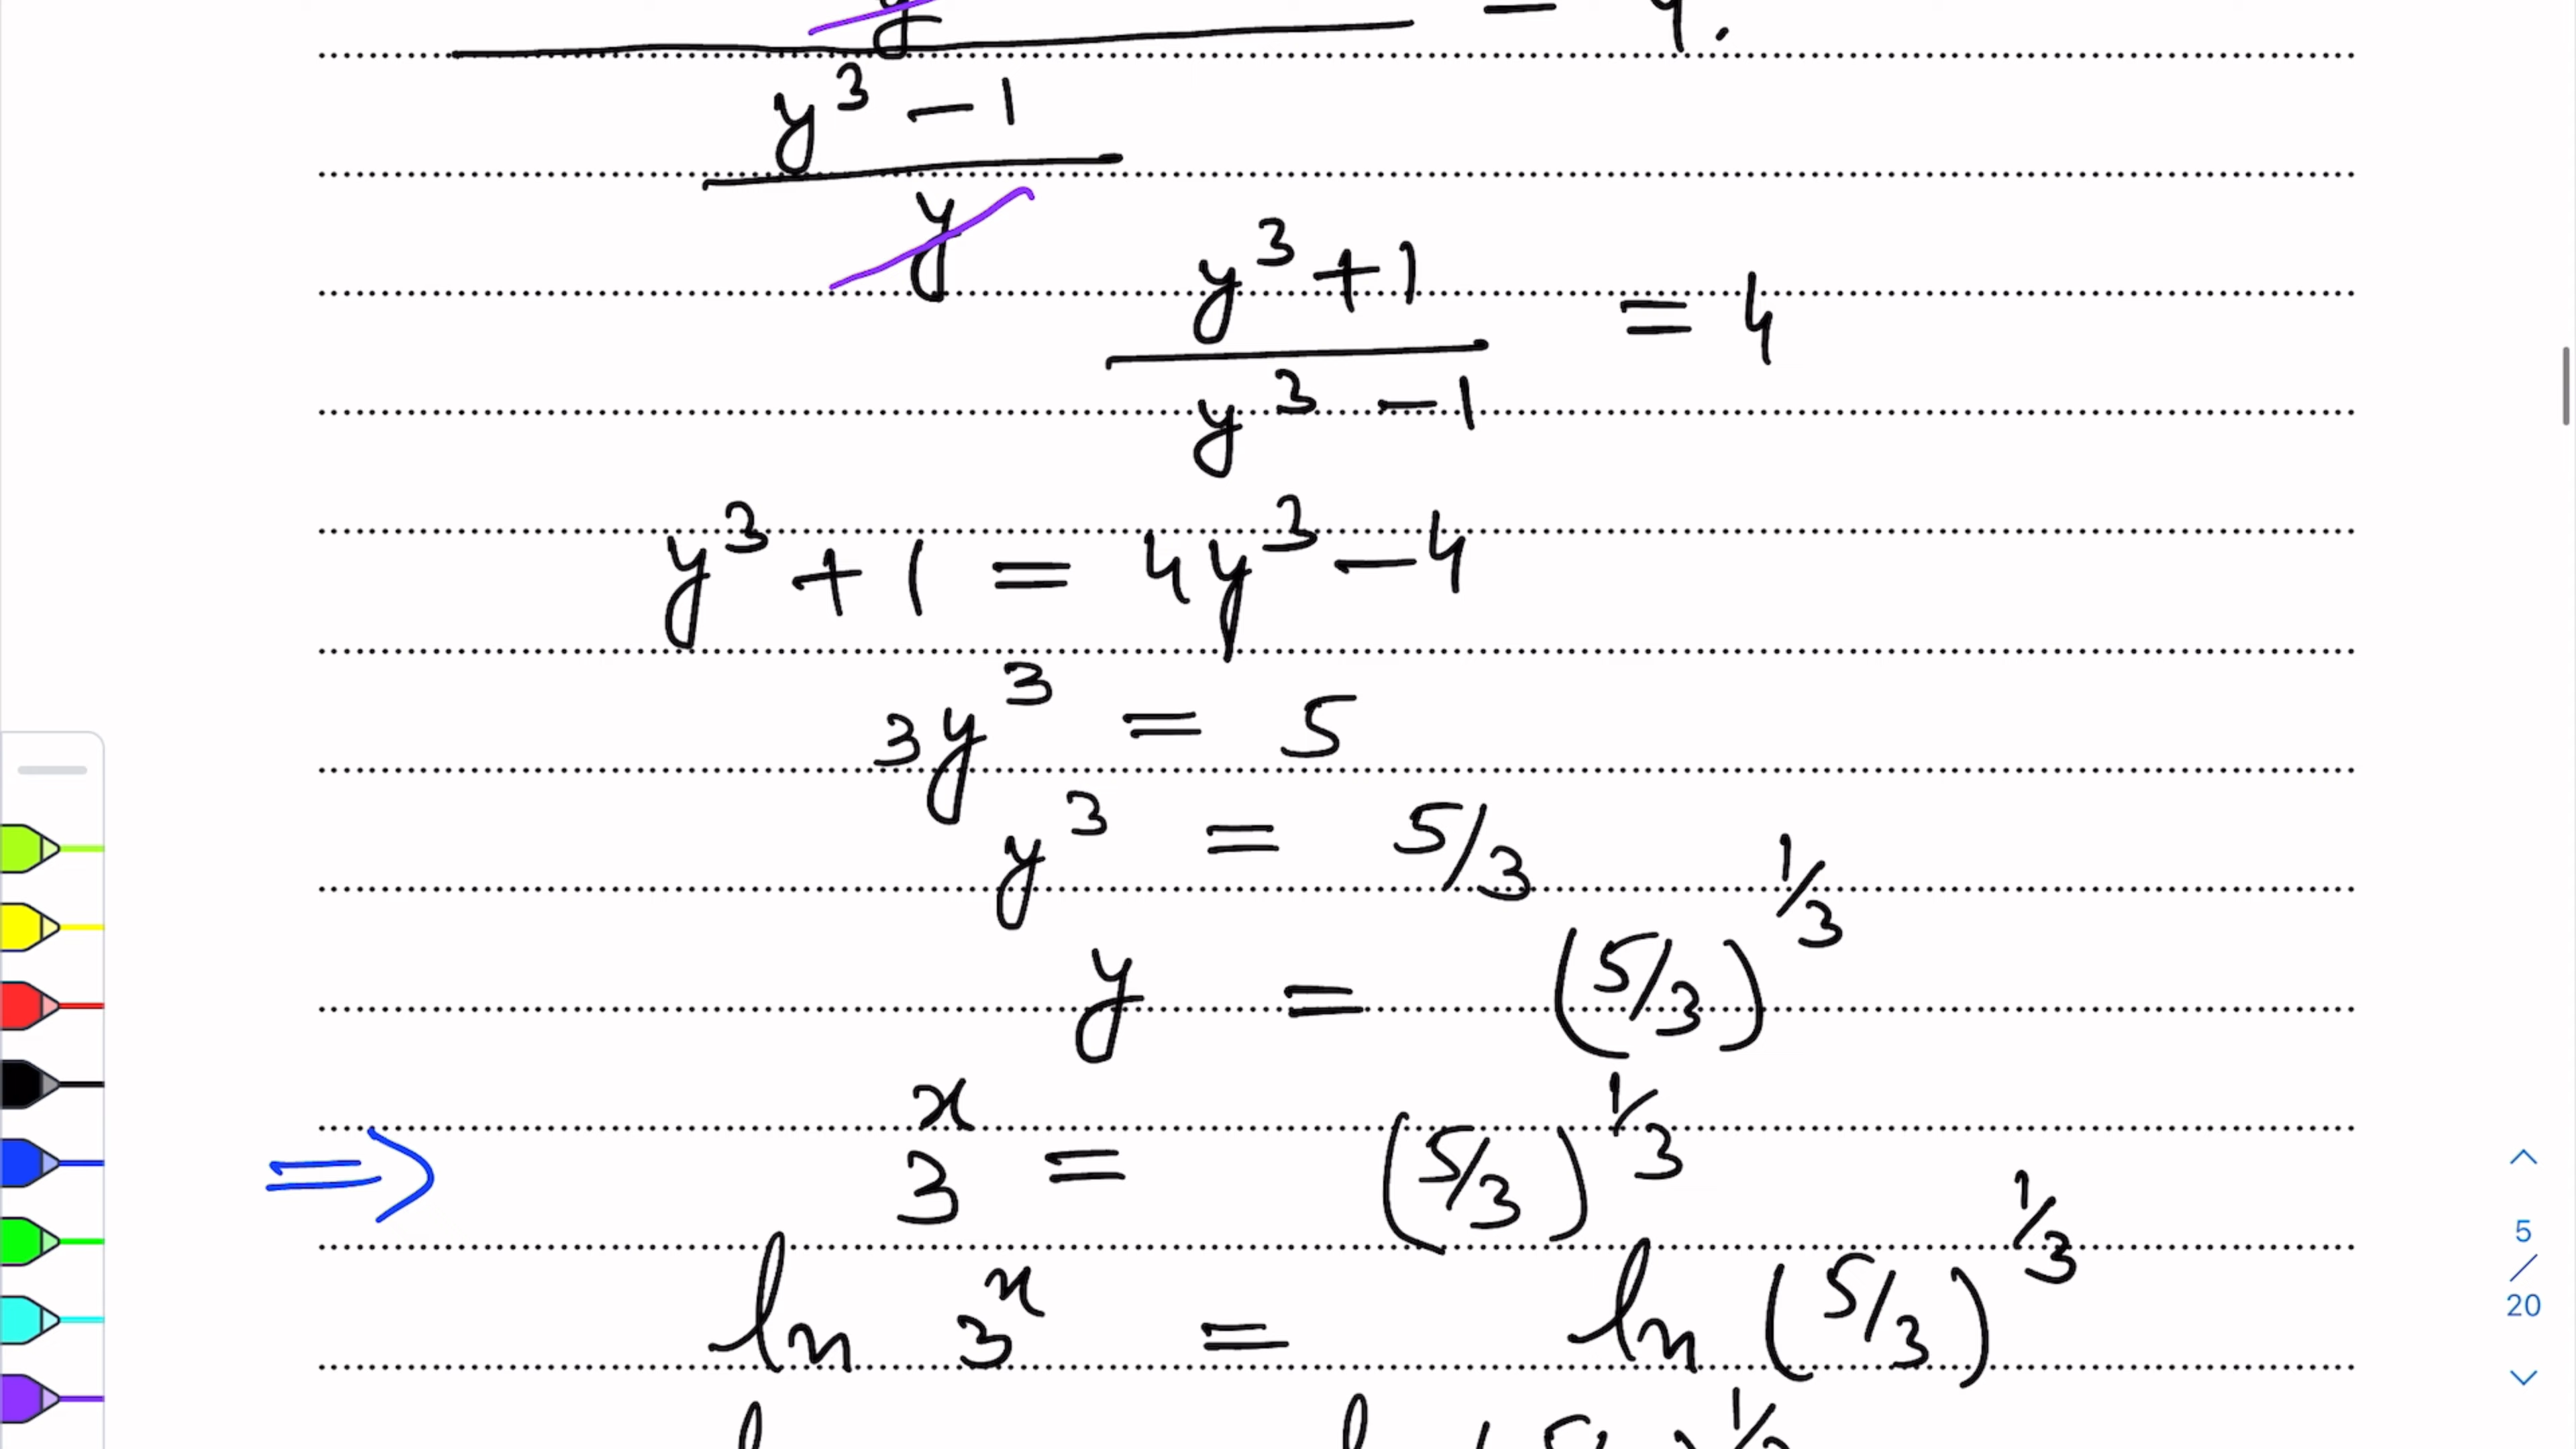 y = 4.
y³ - 1
y
y³ + 1 = 4
y³ - 1
y³ + 1 = 4y³ - 4
3y³ = 5
y³ = 5/3
y = (5/3)^1/3
⇒ 3^x = (5/3)^1/3
ln 3^x = ln (5/3)^1/3
5
/
20